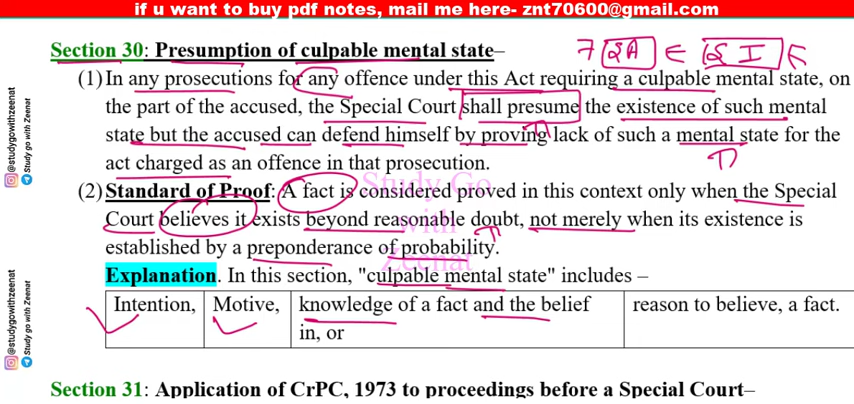 if u want to buy pdf notes, mail me here- znt70600@gmail.com
Section 30: Presumption of culpable mental state–
(1) In any prosecutions for any offence under this Act requiring a culpable mental state, on
the part of the accused, the Special Court shall presume the existence of such mental
state but the accused can defend himself by proving lack of such a mental state for the
act charged as an offence in that prosecution.
(2) Standard of Proof: A fact is considered proved in this context only when the Special
Court believes it exists beyond reasonable doubt, not merely when its existence is
established by a preponderance of probability.
Explanation. In this section, "culpable mental state" includes –
Intention, Motive, knowledge of a fact and the belief reason to believe, a fact.
in, or
Section 31: Application of CrPC, 1973 to proceedings before a Special Court–
@studygowithzeenat
Study go with Zeenat
@studygowithzeenat
Study go with Zeenat
Study Go
with
Zeenat